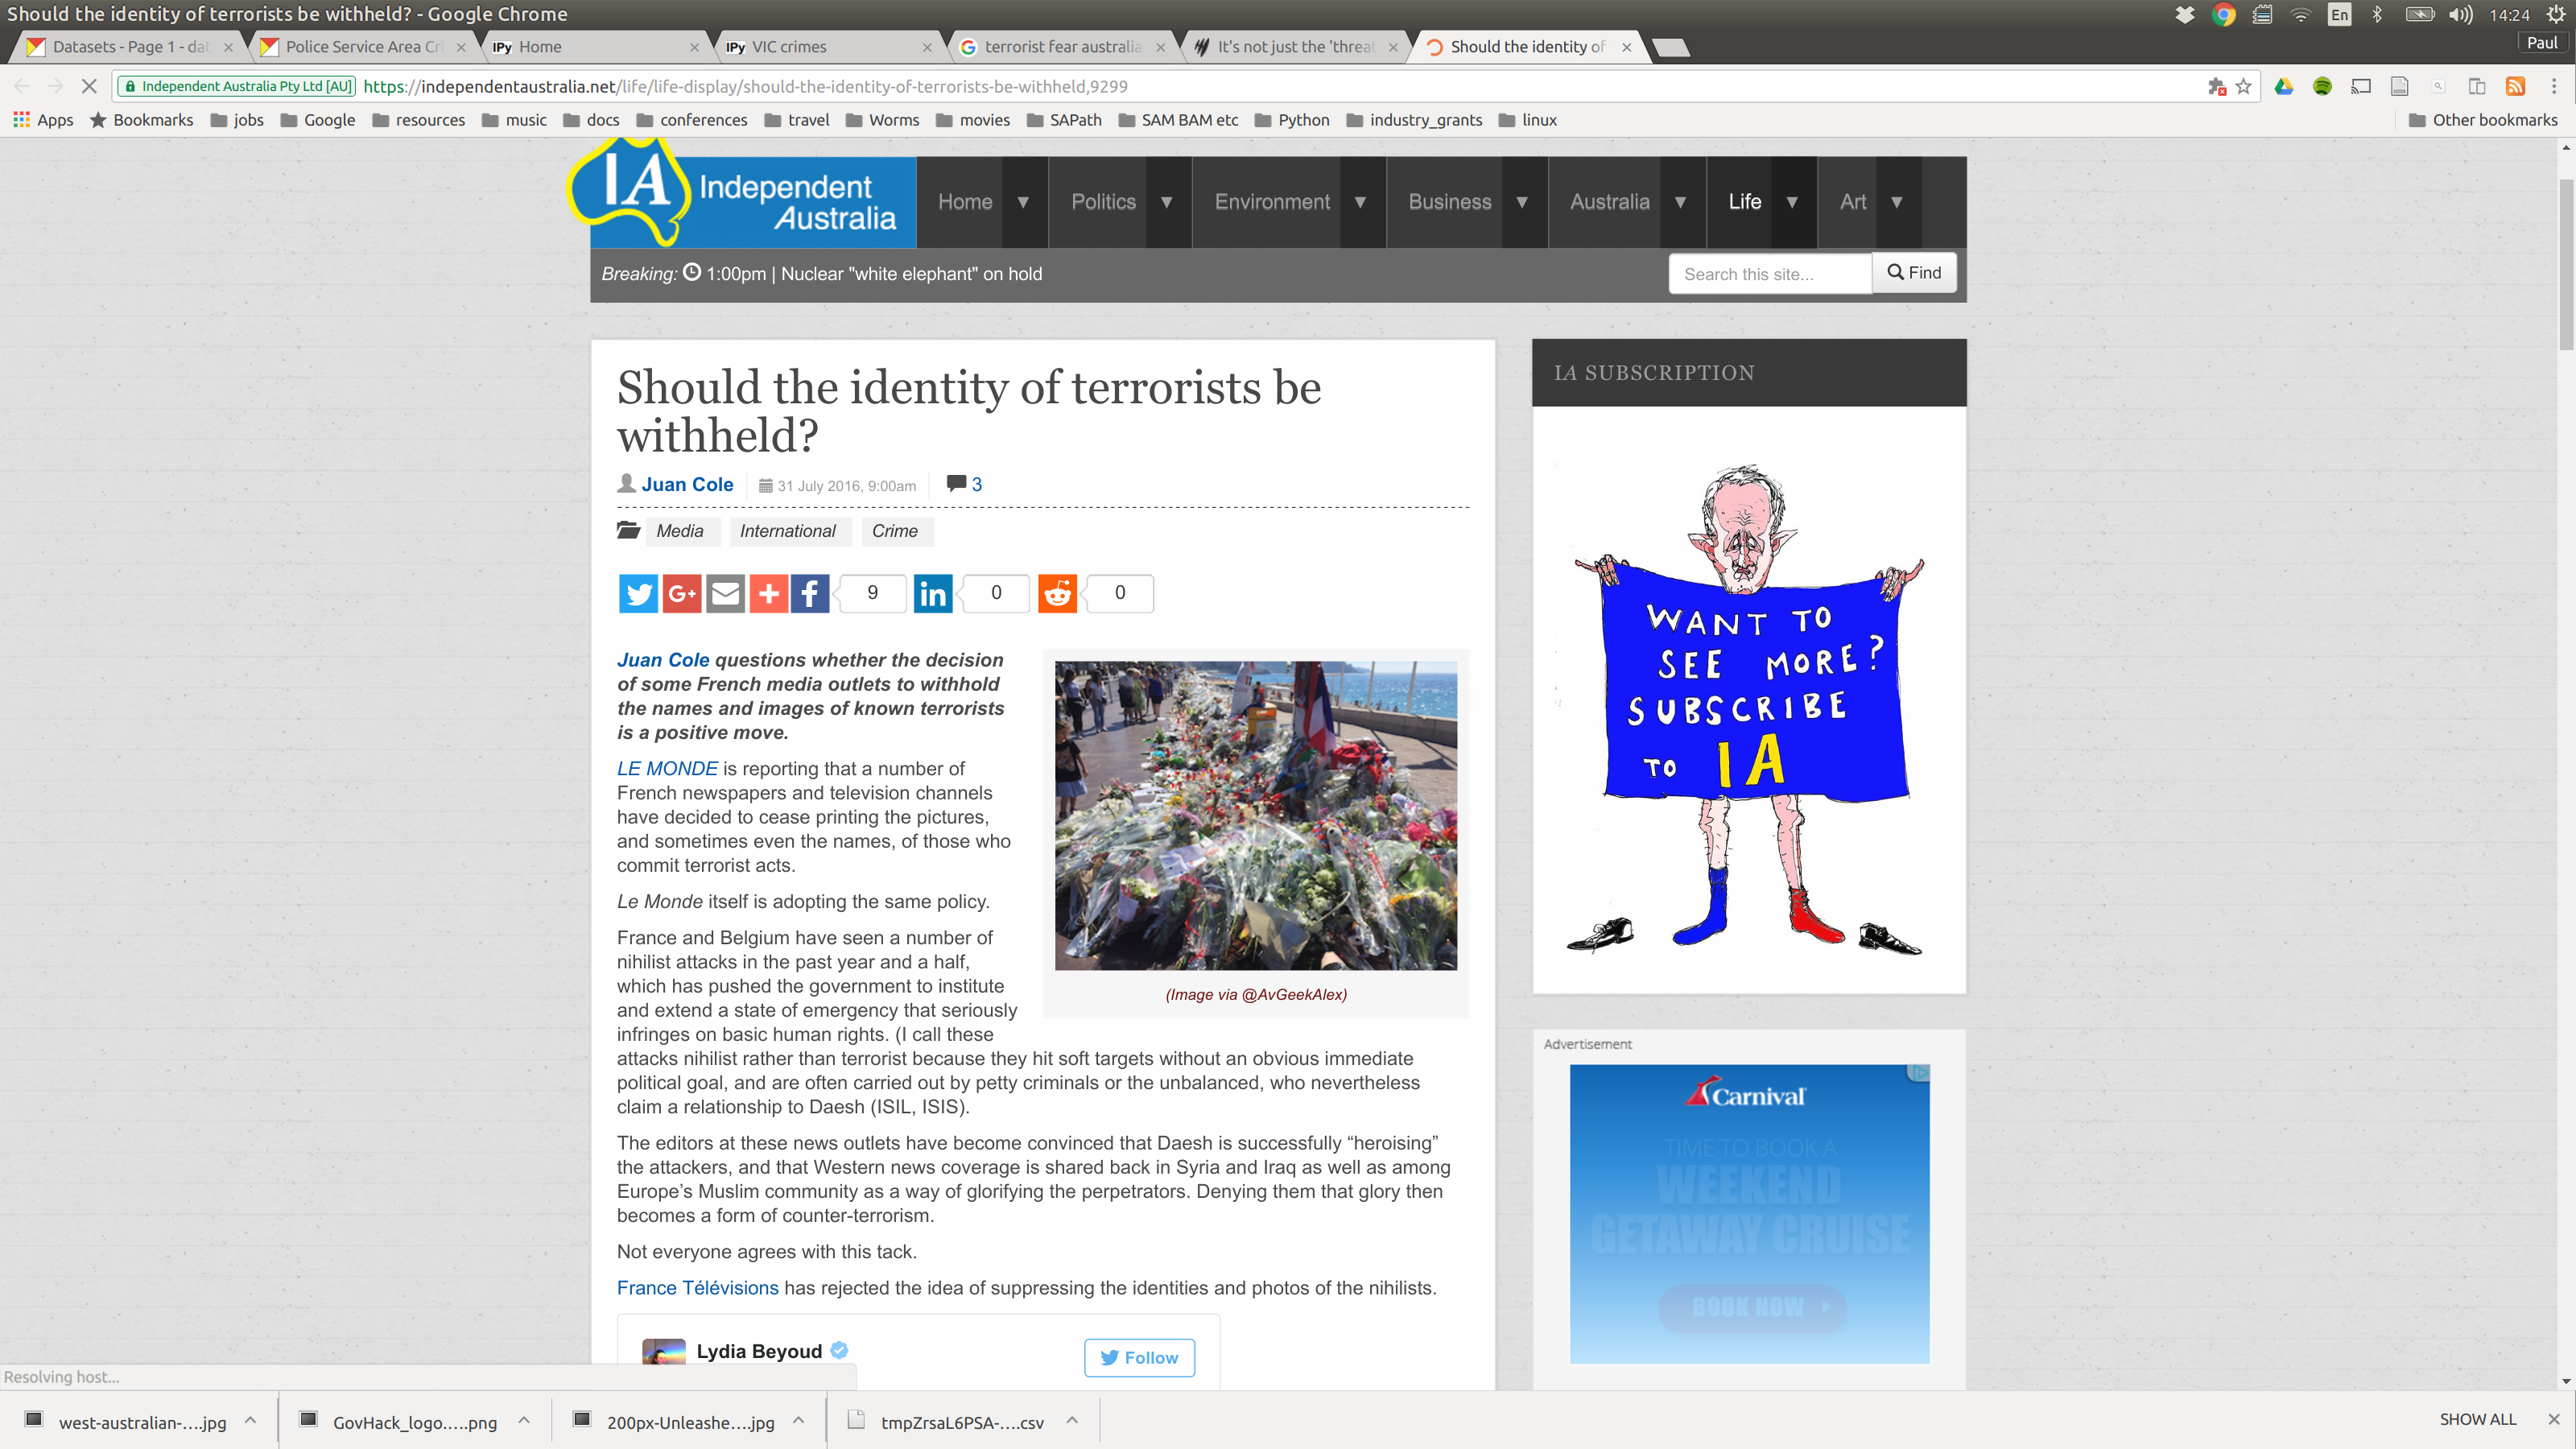 Should the identity of terrorists be withheld? - Google Chrome
En
14:24
Datasets - Page 1 - dat
Police Service Area Cri
IPy Home
IPy VIC crimes
terrorist fear australia
It's not just the 'threat
Should the identity of
Paul
Independent Australia Pty Ltd [AU]
https://independentaustralia.net/life/life-display/should-the-identity-of-terrorists-be-withheld,9299
Apps
Bookmarks
jobs
Google
resources
music
docs
conferences
travel
Worms
movies
SAPath
SAM BAM etc
Python
industry_grants
linux
Other bookmarks
IA Independent
Australia
Home ▼
Politics ▼
Environment ▼
Business ▼
Australia ▼
Life ▼
Art ▼
Breaking: 1:00pm | Nuclear "white elephant" on hold
Search this site...
Find
Should the identity of terrorists be
withheld?
Juan Cole
31 July 2016, 9:00am
3
Media
International
Crime
G+
9
in
0
0
Juan Cole questions whether the decision
of some French media outlets to withhold
the names and images of known terrorists
is a positive move.
LE MONDE is reporting that a number of
French newspapers and television channels
have decided to cease printing the pictures,
and sometimes even the names, of those who
commit terrorist acts.
Le Monde itself is adopting the same policy.
France and Belgium have seen a number of
nihilist attacks in the past year and a half,
which has pushed the government to institute
and extend a state of emergency that seriously
infringes on basic human rights. (I call these
attacks nihilist rather than terrorist because they hit soft targets without an obvious immediate
political goal, and are often carried out by petty criminals or the unbalanced, who nevertheless
claim a relationship to Daesh (ISIL, ISIS).
(Image via @AvGeekAlex)
The editors at these news outlets have become convinced that Daesh is successfully “heroising”
the attackers, and that Western news coverage is shared back in Syria and Iraq as well as among
Europe’s Muslim community as a way of glorifying the perpetrators. Denying them that glory then
becomes a form of counter-terrorism.
Not everyone agrees with this tack.
France Télévisions has rejected the idea of suppressing the identities and photos of the nihilists.
Lydia Beyoud
Follow
IA SUBSCRIPTION
WANT TO
SEE MORE?
SUBSCRIBE
TO IA
Advertisement
Carnival
TIME TO BOOK A
WEEKEND
GETAWAY CRUISE
BOOK NOW
Resolving host...
west-australian-....jpg
GovHack_logo.....png
200px-Unleashe....jpg
tmpZrsaL6PSA-....csv
SHOW ALL